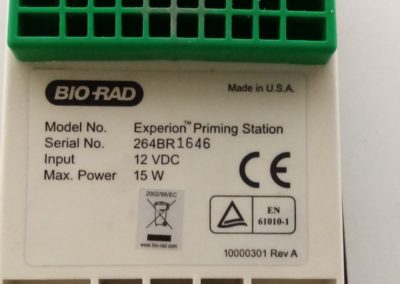 BIO-RAD
Made in U.S.A.
Model No. Experion™ Priming Station
Serial No. 264BR1646
Input 12 VDC
Max. Power 15 W
2002/96/EC
CE
EN
61010-1
www.bio-rad.com
10000301 Rev A